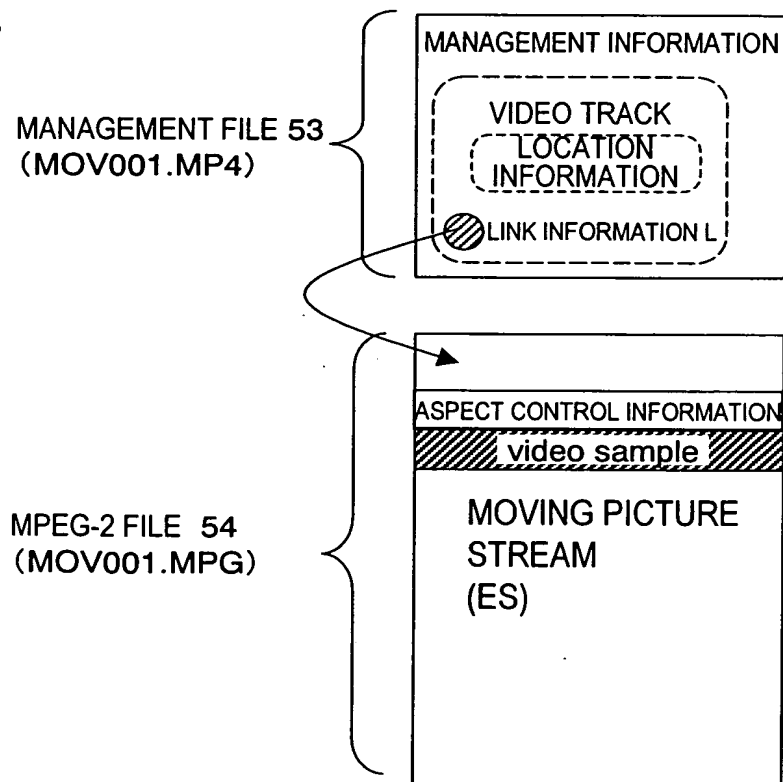 MANAGEMENT INFORMATION
MANAGEMENT FILE 53
(MOV001.MP4)
VIDEO TRACK
LOCATION
INFORMATION
LINK INFORMATION L
ASPECT CONTROL INFORMATION
video sample
MPEG-2 FILE 54
(MOV001.MPG)
MOVING PICTURE
STREAM
(ES)